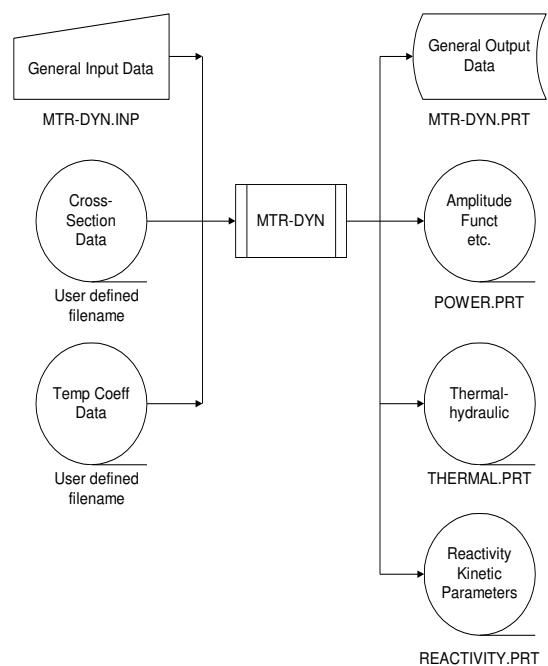 General Input Data
MTR-DYN.INP
Cross-
Section
Data
User defined
filename
Temp Coeff
Data
User defined
filename
MTR-DYN
General Output
Data
MTR-DYN.PRT
Amplitude
Funct
etc.
POWER.PRT
Thermal-
hydraulic
THERMAL.PRT
Reactivity
Kinetic
Parameters
REACTIVITY.PRT